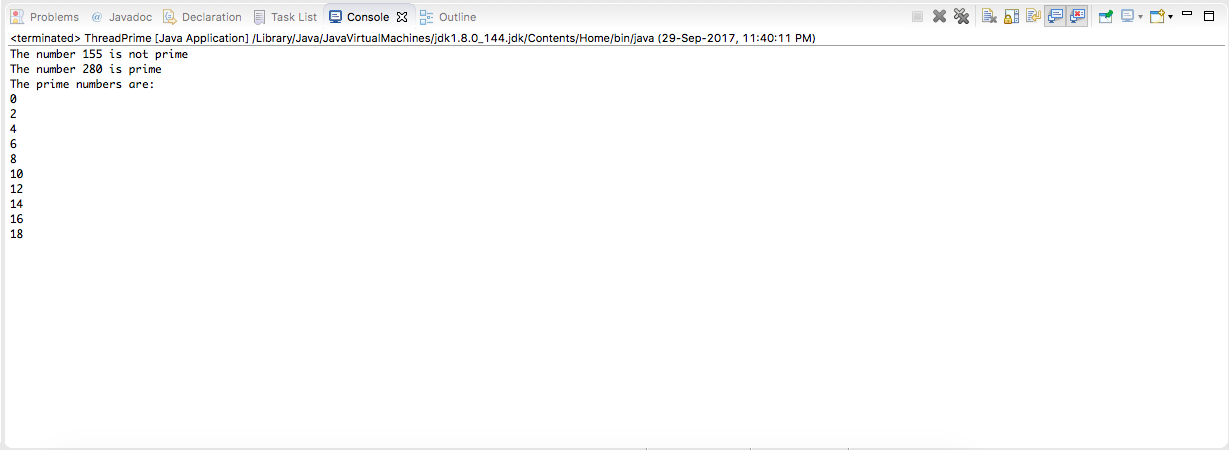 Problems @ Javadoc Declaration Task List Console Outline
<terminated> ThreadPrime [Java Application] /Library/Java/JavaVirtualMachines/jdk1.8.0_144.jdk/Contents/Home/bin/java (29-Sep-2017, 11:40:11 PM)
The number 155 is not prime
The number 280 is prime
The prime numbers are:
0
2
4
6
8
10
12
14
16
18